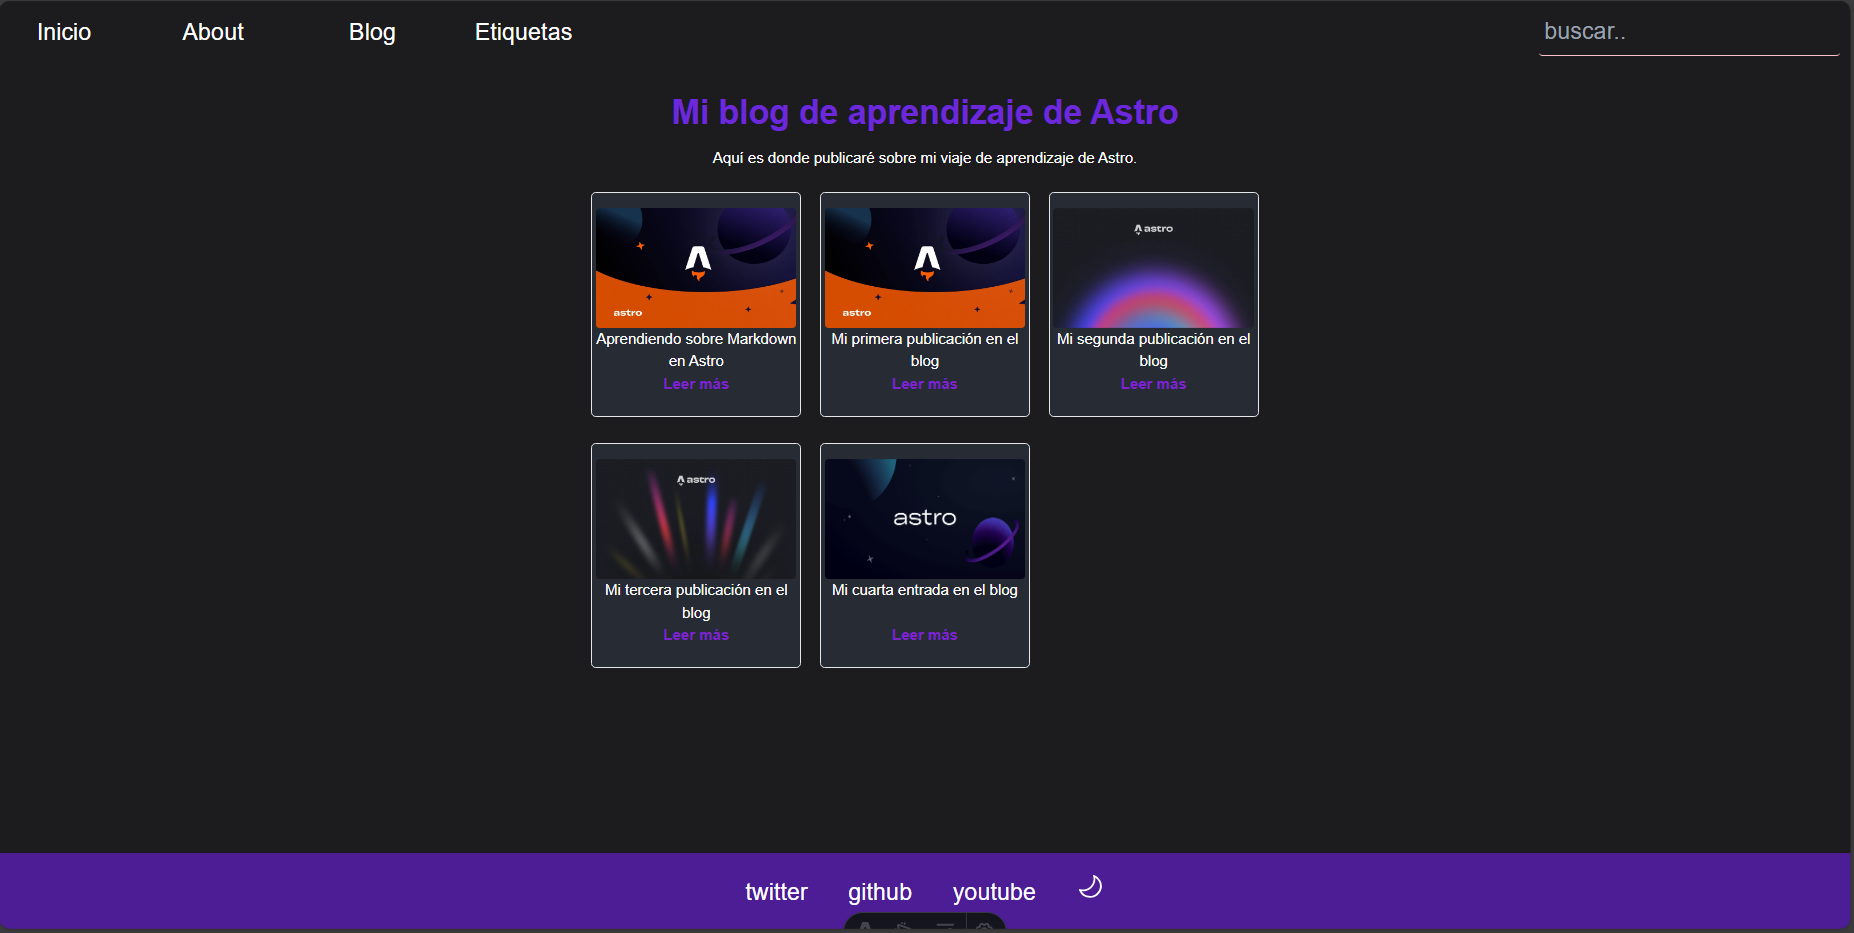 Inicio About Blog Etiquetas buscar..
Mi blog de aprendizaje de Astro
Aquí es donde publicaré sobre mi viaje de aprendizaje de Astro.
astro
Aprendiendo sobre Markdown
en Astro
Leer más
astro
Mi primera publicación en el
blog
Leer más
astro
Mi segunda publicación en el
blog
Leer más
astro
Mi tercera publicación en el
blog
Leer más
astro
Mi cuarta entrada en el blog
Leer más
twitter github youtube